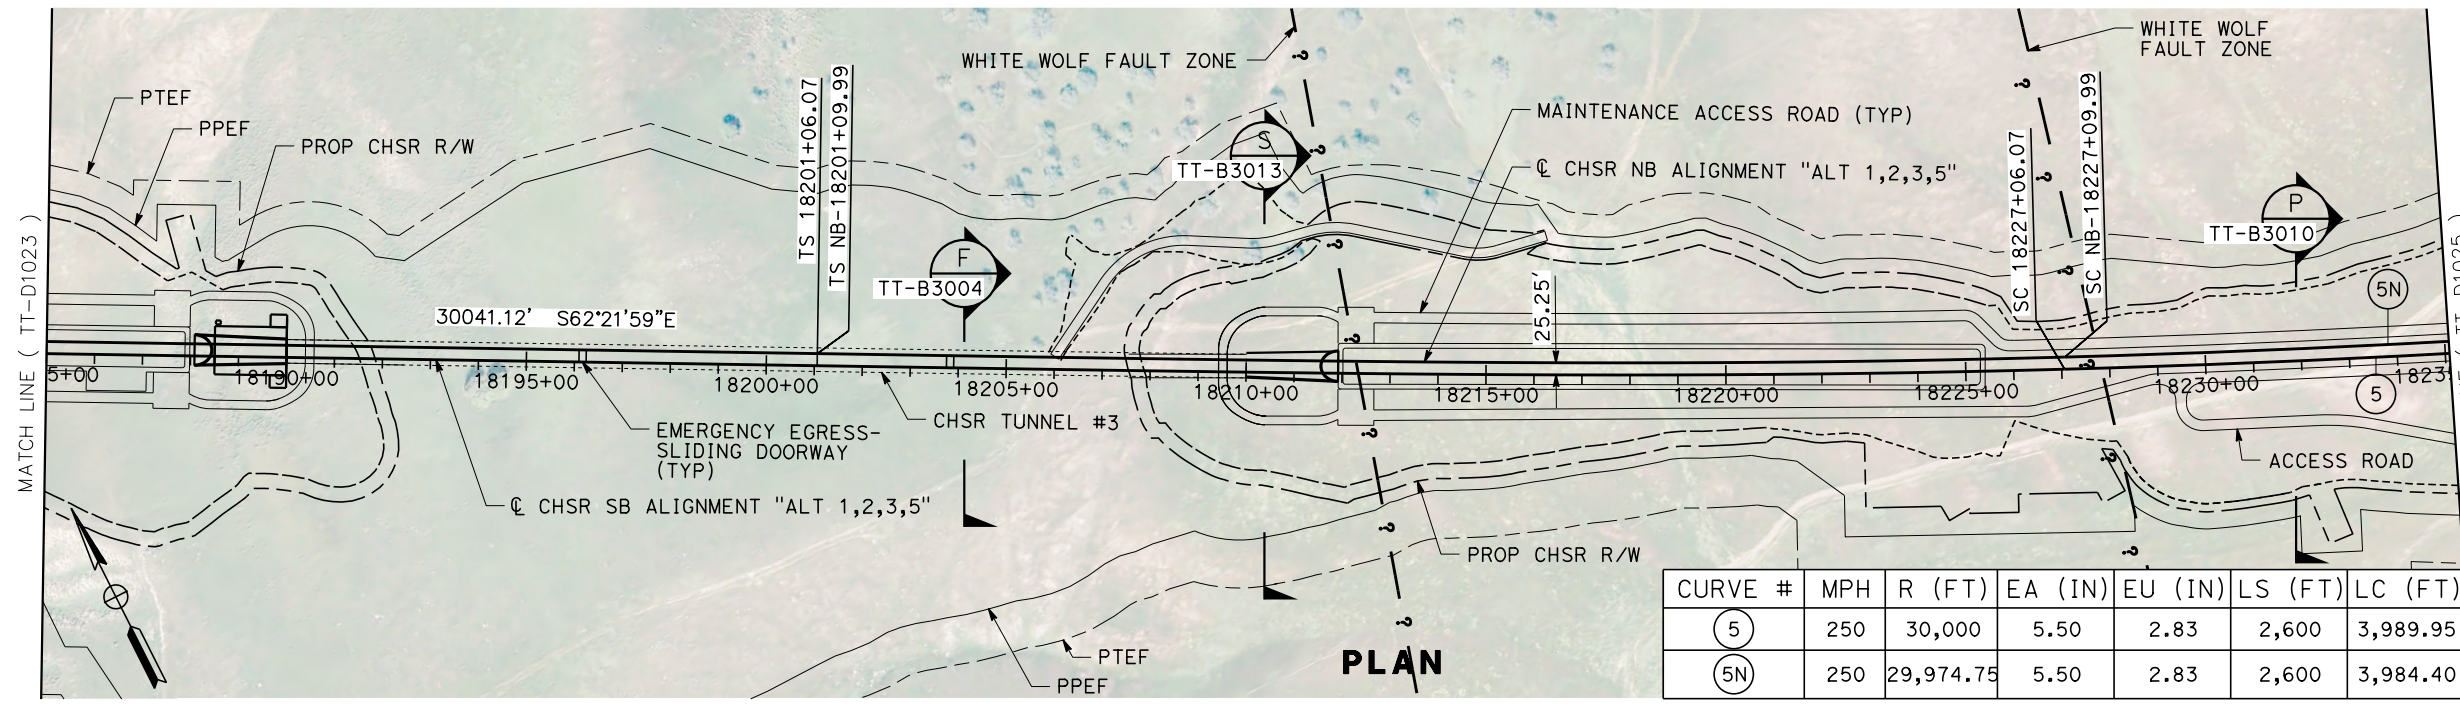 WHITE WOLF
FAULT ZONE
WHITE WOLF FAULT ZONE
PTEF
PPEF
PROP CHSR R/W
TS 18201+06.07
TS NB-18201+09.99
S
TT-B3013
MAINTENANCE ACCESS ROAD (TYP)
℄ CHSR NB ALIGNMENT "ALT 1,2,3,5"
SC 18227+06.07
SC NB-18227+09.99
P
TT-B3010
MATCH LINE ( TT-D1023 )
F
TT-B3004
25.25'
5N
30041.12' S62°21'59"E
5+00
18190+00
18195+00
18200+00
18205+00
18210+00
18215+00
18220+00
18225+00
18230+00
1823
5
CHSR TUNNEL #3
EMERGENCY EGRESS-
SLIDING DOORWAY
(TYP)
℄ CHSR SB ALIGNMENT "ALT 1,2,3,5"
ACCESS ROAD
PROP CHSR R/W
PTEF
PPEF
PLAN
CURVE # MPH R (FT) EA (IN) EU (IN) LS (FT) LC (FT)
5 250 30,000 5.50 2.83 2,600 3,989.95
5N 250 29,974.75 5.50 2.83 2,600 3,984.40
? ? ? ? ? ? ? ? ? ?
? ? ? ? ? ?